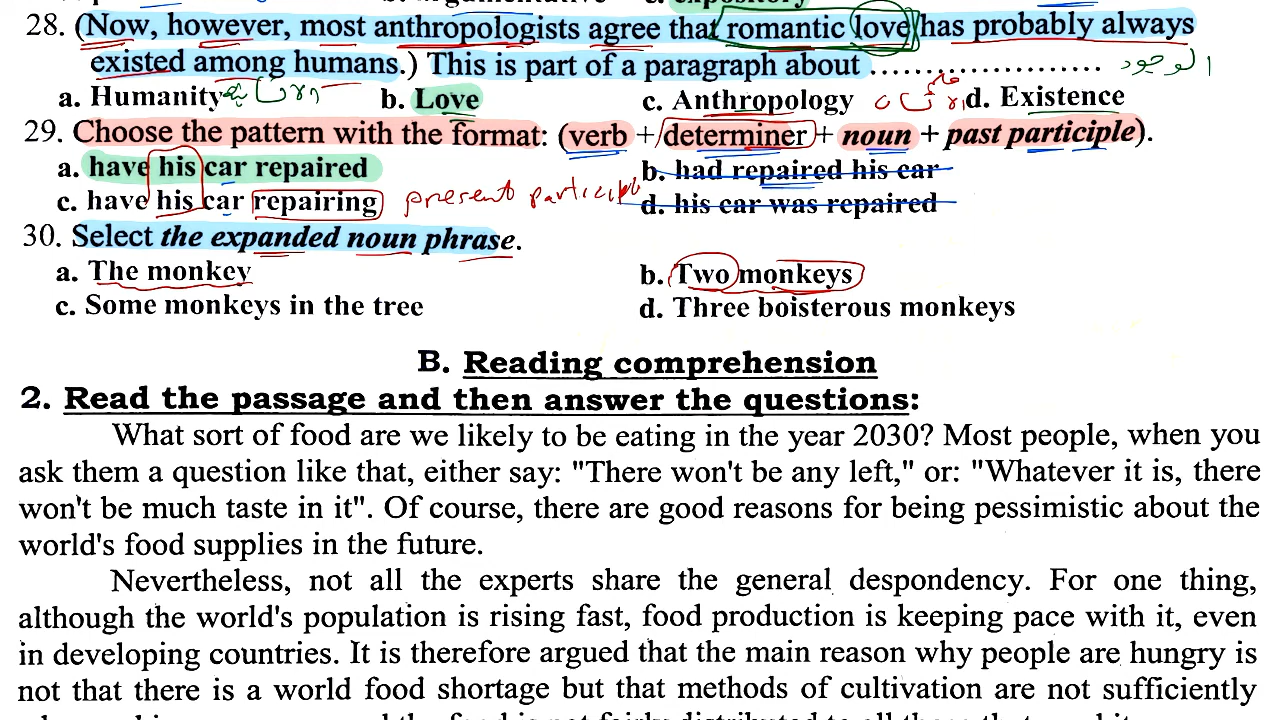 28. (Now, however, most anthropologists agree that romantic love has probably always
existed among humans.) This is part of a paragraph about ..................... الوجود
a. Humanity b. Love c. Anthropology d. Existence
29. Choose the pattern with the format: (verb + determiner + noun + past participle).
a. have his car repaired b. had repaired his car
c. have his car repairing present participle d. his car was repaired
30. Select the expanded noun phrase.
a. The monkey b. Two monkeys
c. Some monkeys in the tree d. Three boisterous monkeys
B. Reading comprehension
2. Read the passage and then answer the questions:
What sort of food are we likely to be eating in the year 2030? Most people, when you
ask them a question like that, either say: "There won't be any left," or: "Whatever it is, there
won't be much taste in it". Of course, there are good reasons for being pessimistic about the
world's food supplies in the future.
Nevertheless, not all the experts share the general despondency. For one thing,
although the world's population is rising fast, food production is keeping pace with it, even
in developing countries. It is therefore argued that the main reason why people are hungry is
not that there is a world food shortage but that methods of cultivation are not sufficiently